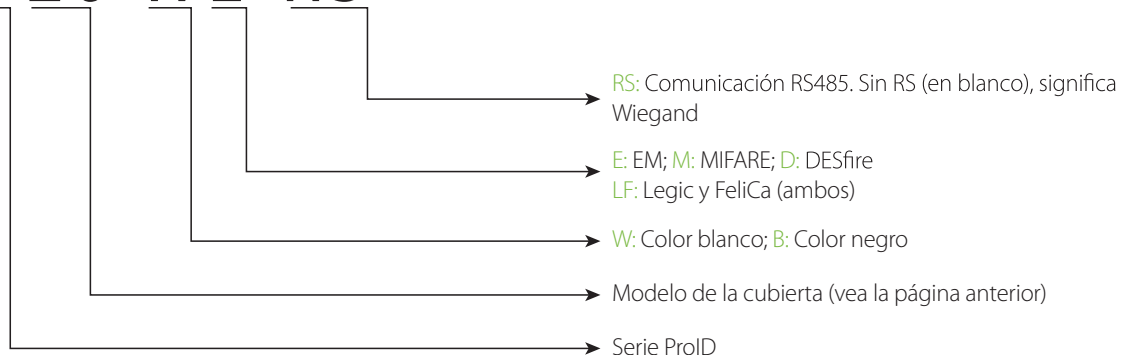 RS: Comunicación RS485. Sin RS (en blanco), significa
Wiegand
E: EM; M: MIFARE; D: DESfire
LF: Legic y FeliCa (ambos)
W: Color blanco; B: Color negro
Modelo de la cubierta (vea la página anterior)
Serie ProID